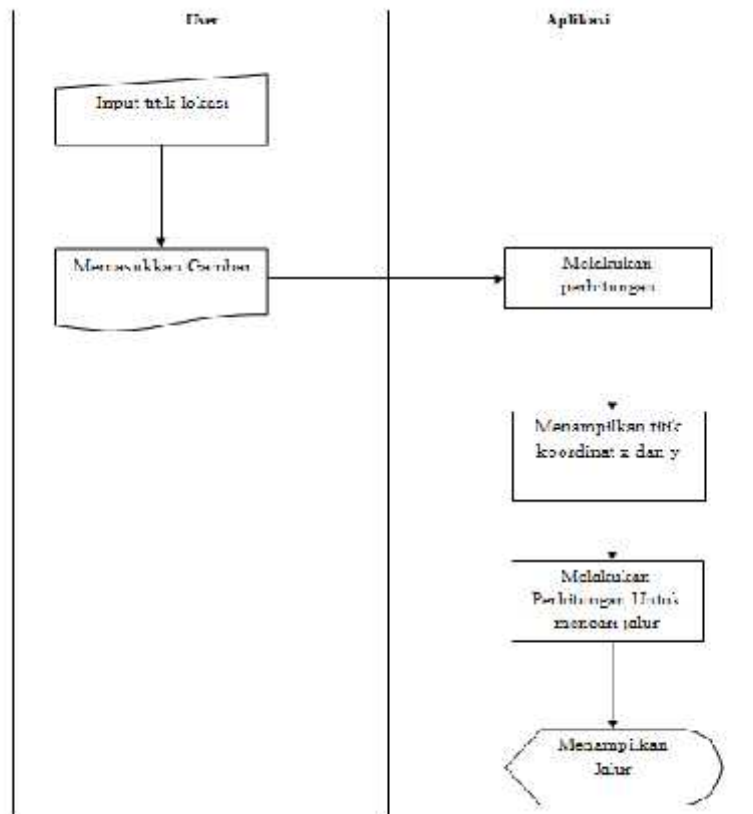 User
Aplikasi
Input titik lokasi
Memasukkan Gambar
Melakukan
perhitungan
Menampilkan titik
koordinat x dan y
Melakukan
Perhitungan Untuk
mencari jalur
Menampilkan
Jalur